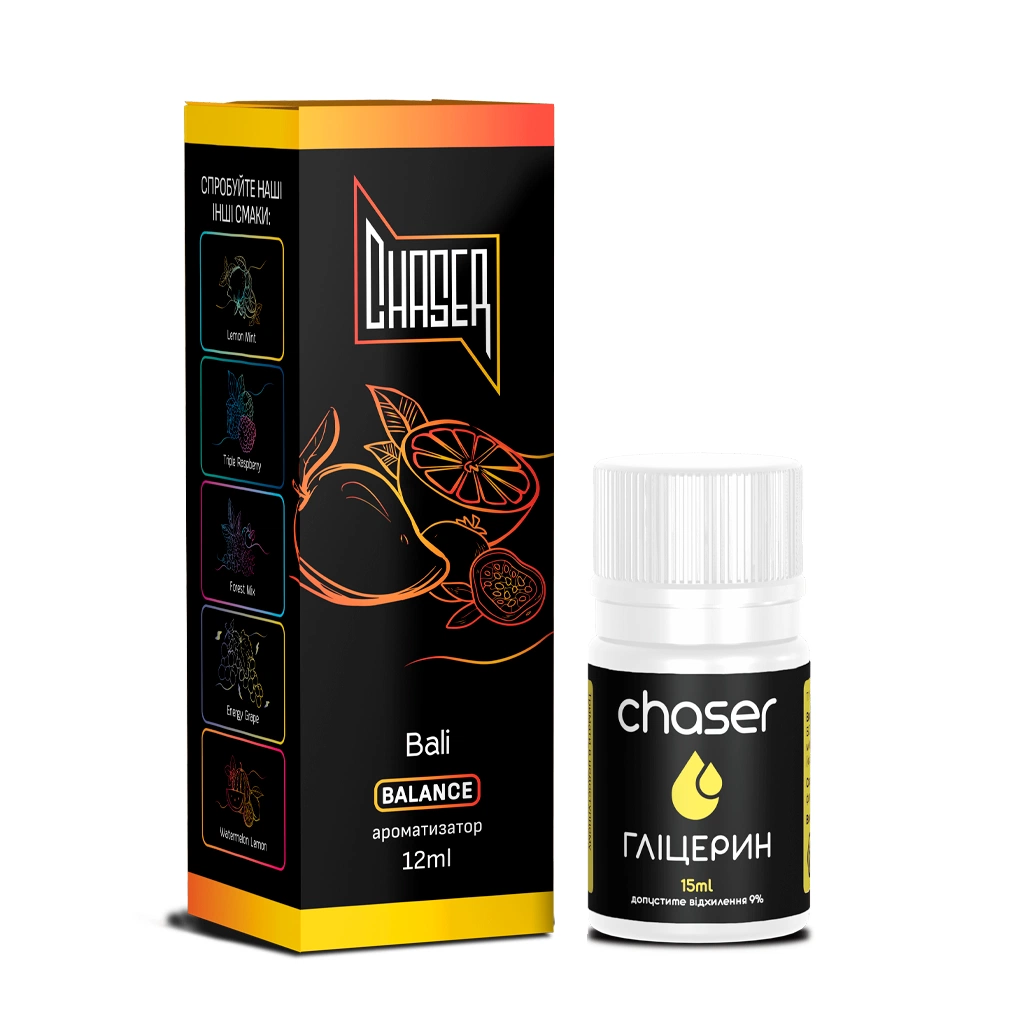 СПРОБУЙТЕ НАШІ
ІНШІ СМАКИ:
Lemon Mint
Triple Raspberry
Forest Mix
Energy Grape
Watermelon Lemon
CHASER
Bali
BALANCE
ароматизатор
12ml
chaser
ГЛІЦЕРИН
15ml
допустиме відхилення 9%